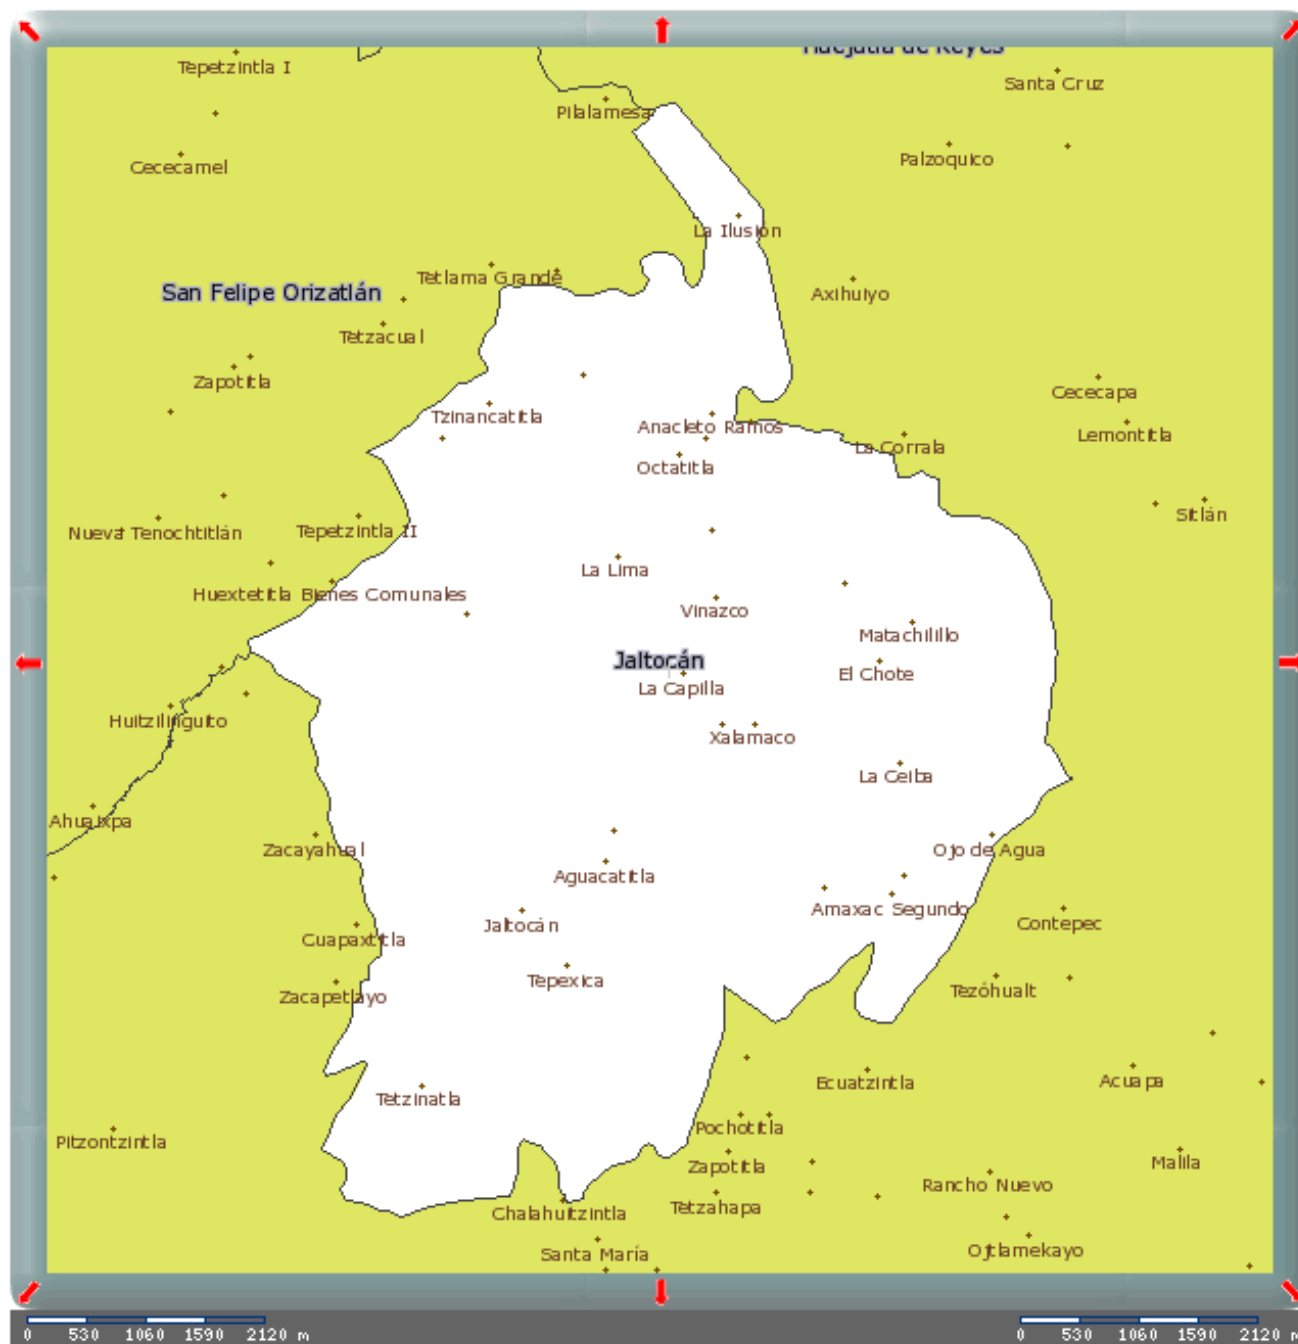 Huejutla de Reyes
Tepetzintla I
Santa Cruz
Pilalamesa
Palzoquico
Cececamel
La Ilusión
Tetlama Grande
San Felipe Orizatlán
Axihuiyo
Tetzacual
Zapotitla
Cececapa
Tzinancatitla
Anacleto Ramos
Lemontitla
La Corrala
Octatitla
Sitlán
Nueva Tenochtitlán
Tepetzintla II
La Lima
Huextetitla Bienes Comunales
Vinazco
Matachilillo
Jaltocán
El Chote
La Capilla
Huitzilinguito
Xalamaco
La Ceiba
Ahuaixpa
Zacayahual
Ojo de Agua
Aguacatitla
Amaxac Segundo
Jaltocán
Contepec
Cuapaxtitla
Tepexica
Tezóhualt
Zacapetlayo
Ecuatzintla
Acuapa
Tetzinatla
Pochotitla
Pitzontzintla
Malila
Zapotitla
Rancho Nuevo
Tetzahapa
Chalahuitzintla
Ojtlamekayo
Santa María
0 530 1060 1590 2120 m
0 530 1060 1590 2120 m